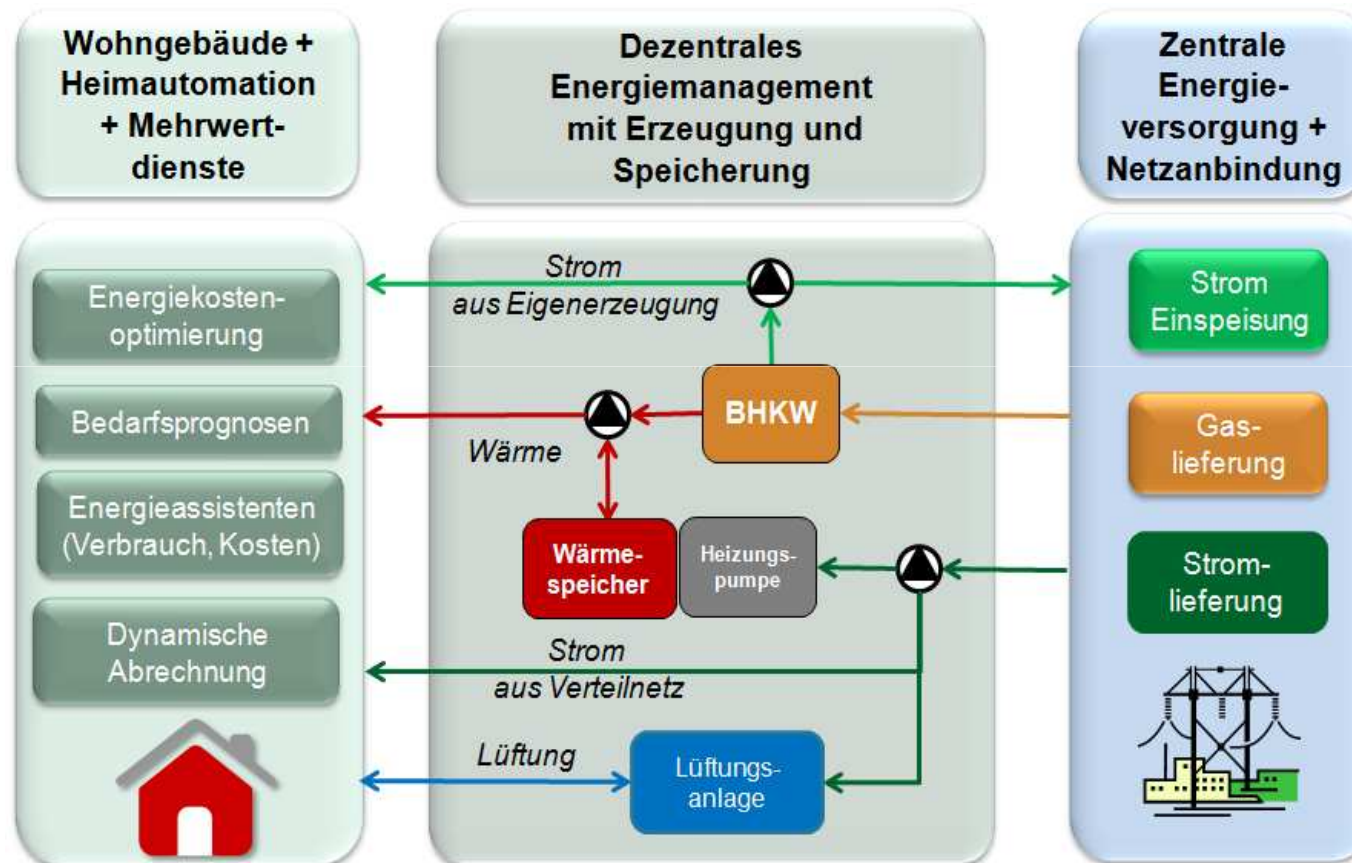 Wohngebäude +
Heimautomation
+ Mehrwert-
dienste
Dezentrales
Energiemanagement
mit Erzeugung und
Speicherung
Zentrale
Energie-
versorgung +
Netzanbindung
Energiekosten-
optimierung
Bedarfsprognosen
Energieassistenten
(Verbrauch, Kosten)
Dynamische
Abrechnung
Strom
aus Eigenerzeugung
BHKW
Wärme
Wärme-
speicher
Heizungs-
pumpe
Strom
aus Verteilnetz
Lüftung
Lüftungs-
anlage
Strom
Einspeisung
Gas-
lieferung
Strom-
lieferung